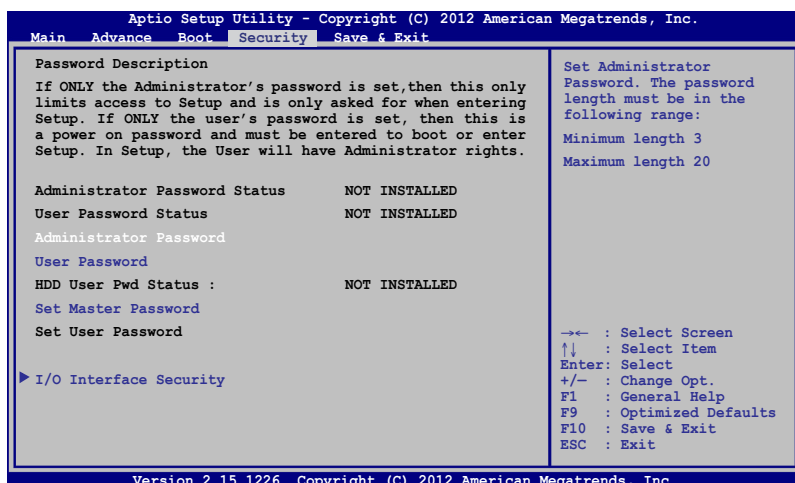 Aptio Setup Utility - Copyright (C) 2012 American Megatrends, Inc.
Main Advance Boot Security Save & Exit
Password Description
If ONLY the Administrator's password is set,then this only
limits access to Setup and is only asked for when entering
Setup. If ONLY the user's password is set, then this is
a power on password and must be entered to boot or enter
Setup. In Setup, the User will have Administrator rights.
Administrator Password Status NOT INSTALLED
User Password Status NOT INSTALLED
Administrator Password
User Password
HDD User Pwd Status : NOT INSTALLED
Set Master Password
Set User Password
I/O Interface Security
Set Administrator
Password. The password
length must be in the
following range:
Minimum length 3
Maximum length 20
→← : Select Screen
↑↓ : Select Item
Enter: Select
+/— : Change Opt.
F1 : General Help
F9 : Optimized Defaults
F10 : Save & Exit
ESC : Exit
Version 2.15.1226. Copyright (C) 2012 American Megatrends, Inc.